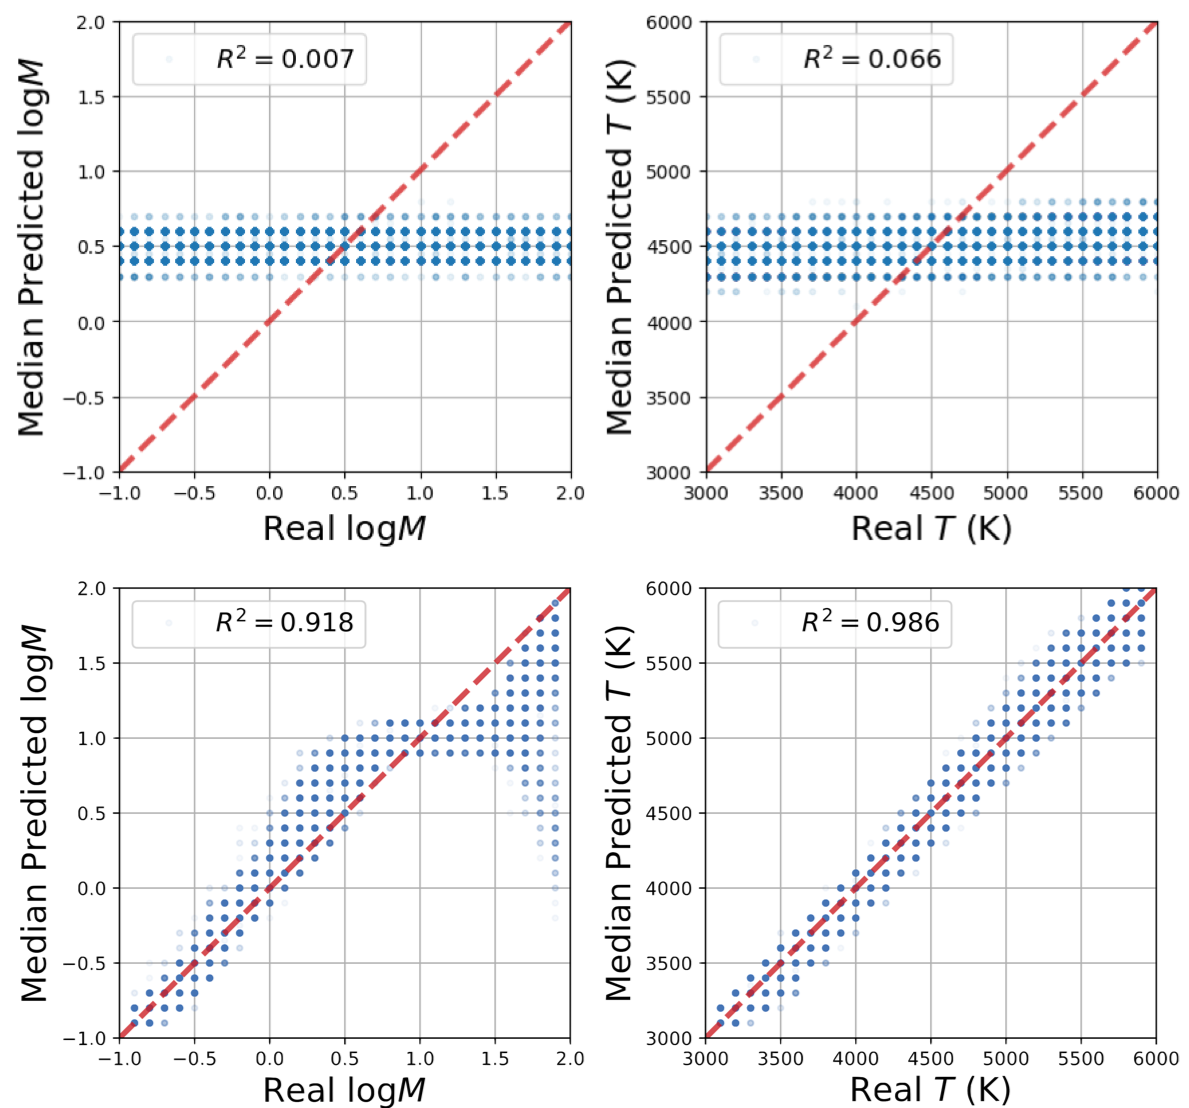 Median Predicted logM
2.0
1.5
1.0
0.5
0.0
−0.5
−1.0
R² = 0.007
−1.0 −0.5 0.0 0.5 1.0 1.5 2.0
Real logM
Median Predicted T (K)
6000
5500
5000
4500
4000
3500
3000
R² = 0.066
3000 3500 4000 4500 5000 5500 6000
Real T (K)
Median Predicted logM
2.0
1.5
1.0
0.5
0.0
−0.5
−1.0
R² = 0.918
−1.0 −0.5 0.0 0.5 1.0 1.5 2.0
Real logM
Median Predicted T (K)
6000
5500
5000
4500
4000
3500
3000
R² = 0.986
3000 3500 4000 4500 5000 5500 6000
Real T (K)